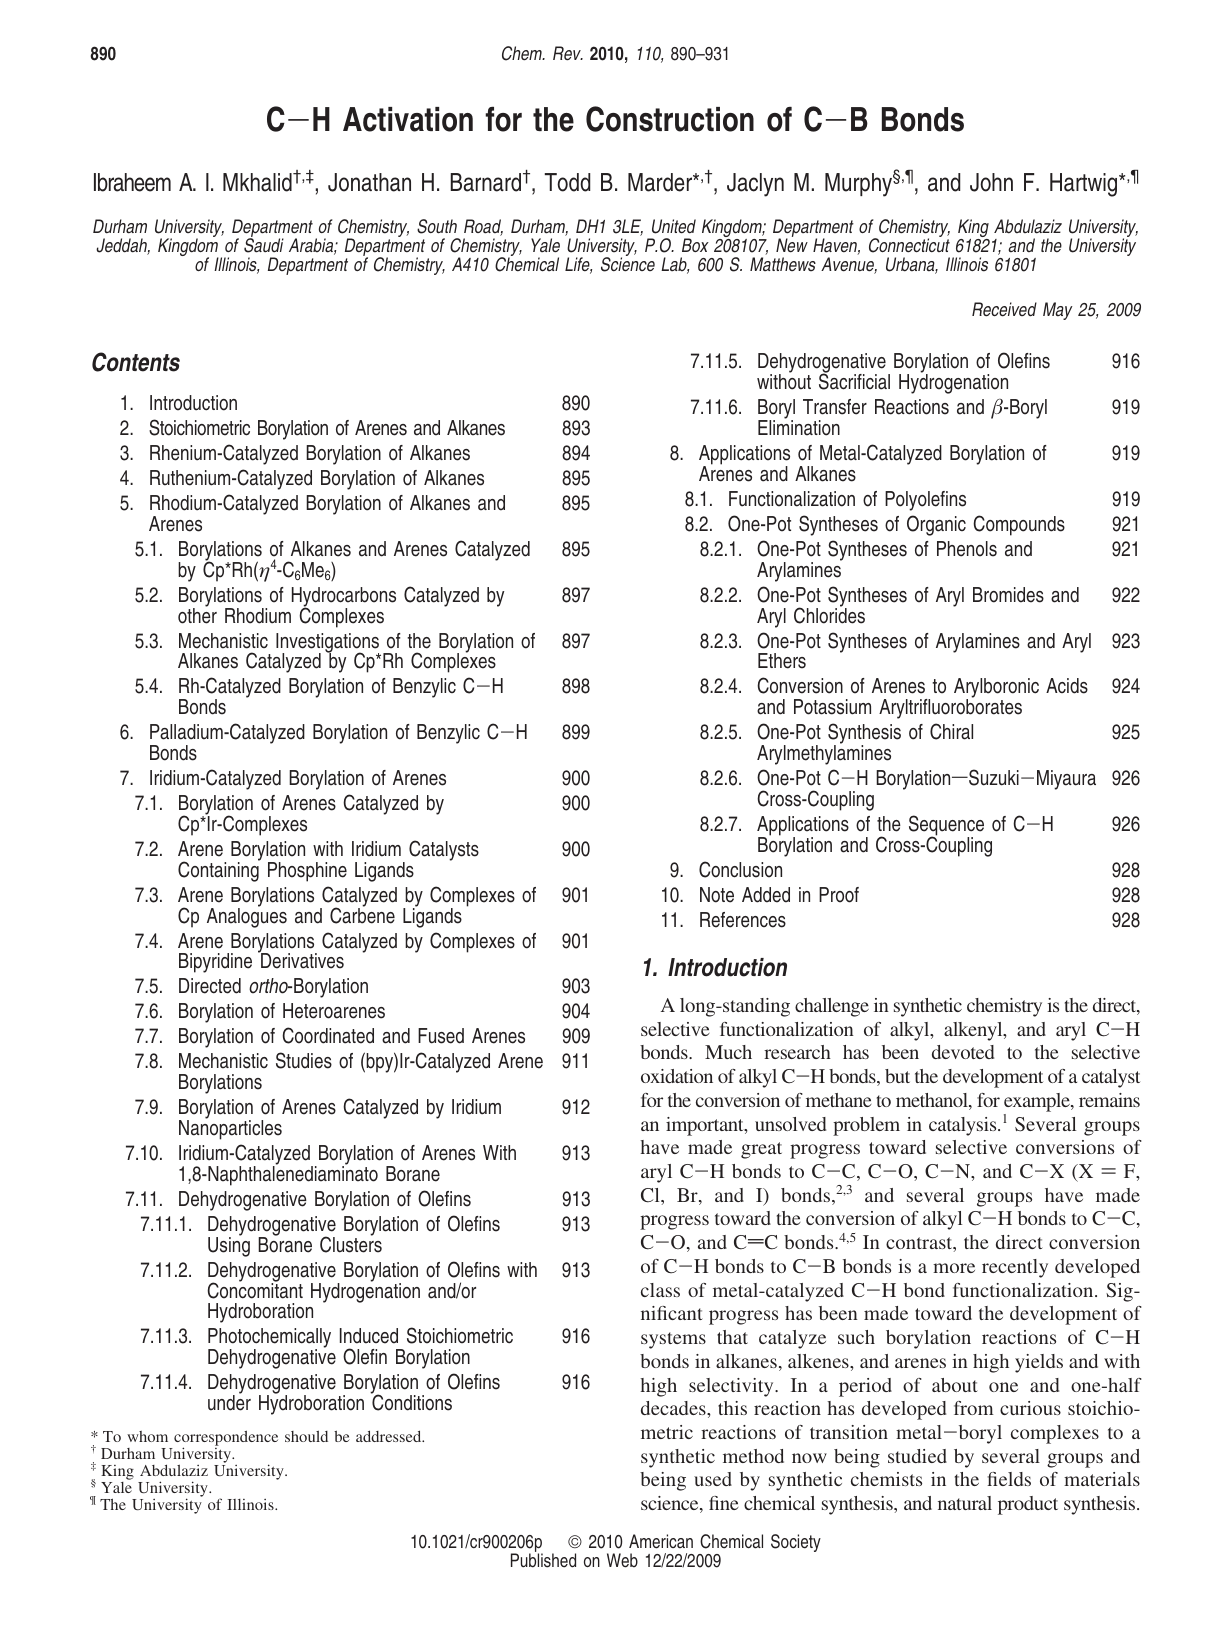 890
Chem. Rev. 2010, 110, 890–931
C−H Activation for the Construction of C−B Bonds
Ibraheem A. I. Mkhalid†,‡, Jonathan H. Barnard†, Todd B. Marder*,†, Jaclyn M. Murphy§,¶, and John F. Hartwig*,¶
Durham University, Department of Chemistry, South Road, Durham, DH1 3LE, United Kingdom; Department of Chemistry, King Abdulaziz University,
Jeddah, Kingdom of Saudi Arabia; Department of Chemistry, Yale University, P.O. Box 208107, New Haven, Connecticut 61821; and the University
of Illinois, Department of Chemistry, A410 Chemical Life, Science Lab, 600 S. Matthews Avenue, Urbana, Illinois 61801
Received May 25, 2009
Contents
1. Introduction 890
2. Stoichiometric Borylation of Arenes and Alkanes 893
3. Rhenium-Catalyzed Borylation of Alkanes 894
4. Ruthenium-Catalyzed Borylation of Alkanes 895
5. Rhodium-Catalyzed Borylation of Alkanes and 895
Arenes
5.1. Borylations of Alkanes and Arenes Catalyzed 895
by Cp*Rh(η⁴-C₆Me₆)
5.2. Borylations of Hydrocarbons Catalyzed by 897
other Rhodium Complexes
5.3. Mechanistic Investigations of the Borylation of 897
Alkanes Catalyzed by Cp*Rh Complexes
5.4. Rh-Catalyzed Borylation of Benzylic C−H 898
Bonds
6. Palladium-Catalyzed Borylation of Benzylic C−H 899
Bonds
7. Iridium-Catalyzed Borylation of Arenes 900
7.1. Borylation of Arenes Catalyzed by 900
Cp*Ir-Complexes
7.2. Arene Borylation with Iridium Catalysts 900
Containing Phosphine Ligands
7.3. Arene Borylations Catalyzed by Complexes of 901
Cp Analogues and Carbene Ligands
7.4. Arene Borylations Catalyzed by Complexes of 901
Bipyridine Derivatives
7.5. Directed ortho-Borylation 903
7.6. Borylation of Heteroarenes 904
7.7. Borylation of Coordinated and Fused Arenes 909
7.8. Mechanistic Studies of (bpy)Ir-Catalyzed Arene 911
Borylations
7.9. Borylation of Arenes Catalyzed by Iridium 912
Nanoparticles
7.10. Iridium-Catalyzed Borylation of Arenes With 913
1,8-Naphthalenediaminato Borane
7.11. Dehydrogenative Borylation of Olefins 913
7.11.1. Dehydrogenative Borylation of Olefins 913
Using Borane Clusters
7.11.2. Dehydrogenative Borylation of Olefins with 913
Concomitant Hydrogenation and/or
Hydroboration
7.11.3. Photochemically Induced Stoichiometric 916
Dehydrogenative Olefin Borylation
7.11.4. Dehydrogenative Borylation of Olefins 916
under Hydroboration Conditions
* To whom correspondence should be addressed.
† Durham University.
‡ King Abdulaziz University.
§ Yale University.
¶ The University of Illinois.
7.11.5. Dehydrogenative Borylation of Olefins 916
without Sacrificial Hydrogenation
7.11.6. Boryl Transfer Reactions and β-Boryl 919
Elimination
8. Applications of Metal-Catalyzed Borylation of 919
Arenes and Alkanes
8.1. Functionalization of Polyolefins 919
8.2. One-Pot Syntheses of Organic Compounds 921
8.2.1. One-Pot Syntheses of Phenols and 921
Arylamines
8.2.2. One-Pot Syntheses of Aryl Bromides and 922
Aryl Chlorides
8.2.3. One-Pot Syntheses of Arylamines and Aryl 923
Ethers
8.2.4. Conversion of Arenes to Arylboronic Acids 924
and Potassium Aryltrifluoroborates
8.2.5. One-Pot Synthesis of Chiral 925
Arylmethylamines
8.2.6. One-Pot C−H Borylation—Suzuki−Miyaura 926
Cross-Coupling
8.2.7. Applications of the Sequence of C−H 926
Borylation and Cross-Coupling
9. Conclusion 928
10. Note Added in Proof 928
11. References 928
1. Introduction
A long-standing challenge in synthetic chemistry is the direct,
selective functionalization of alkyl, alkenyl, and aryl C−H
bonds. Much research has been devoted to the selective
oxidation of alkyl C−H bonds, but the development of a catalyst
for the conversion of methane to methanol, for example, remains
an important, unsolved problem in catalysis.¹ Several groups
have made great progress toward selective conversions of
aryl C−H bonds to C−C, C−O, C−N, and C−X (X = F,
Cl, Br, and I) bonds,²,³ and several groups have made
progress toward the conversion of alkyl C−H bonds to C−C,
C−O, and C=C bonds.⁴,⁵ In contrast, the direct conversion
of C−H bonds to C−B bonds is a more recently developed
class of metal-catalyzed C−H bond functionalization. Sig-
nificant progress has been made toward the development of
systems that catalyze such borylation reactions of C−H
bonds in alkanes, alkenes, and arenes in high yields and with
high selectivity. In a period of about one and one-half
decades, this reaction has developed from curious stoichio-
metric reactions of transition metal−boryl complexes to a
synthetic method now being studied by several groups and
being used by synthetic chemists in the fields of materials
science, fine chemical synthesis, and natural product synthesis.
10.1021/cr900206p © 2010 American Chemical Society
Published on Web 12/22/2009